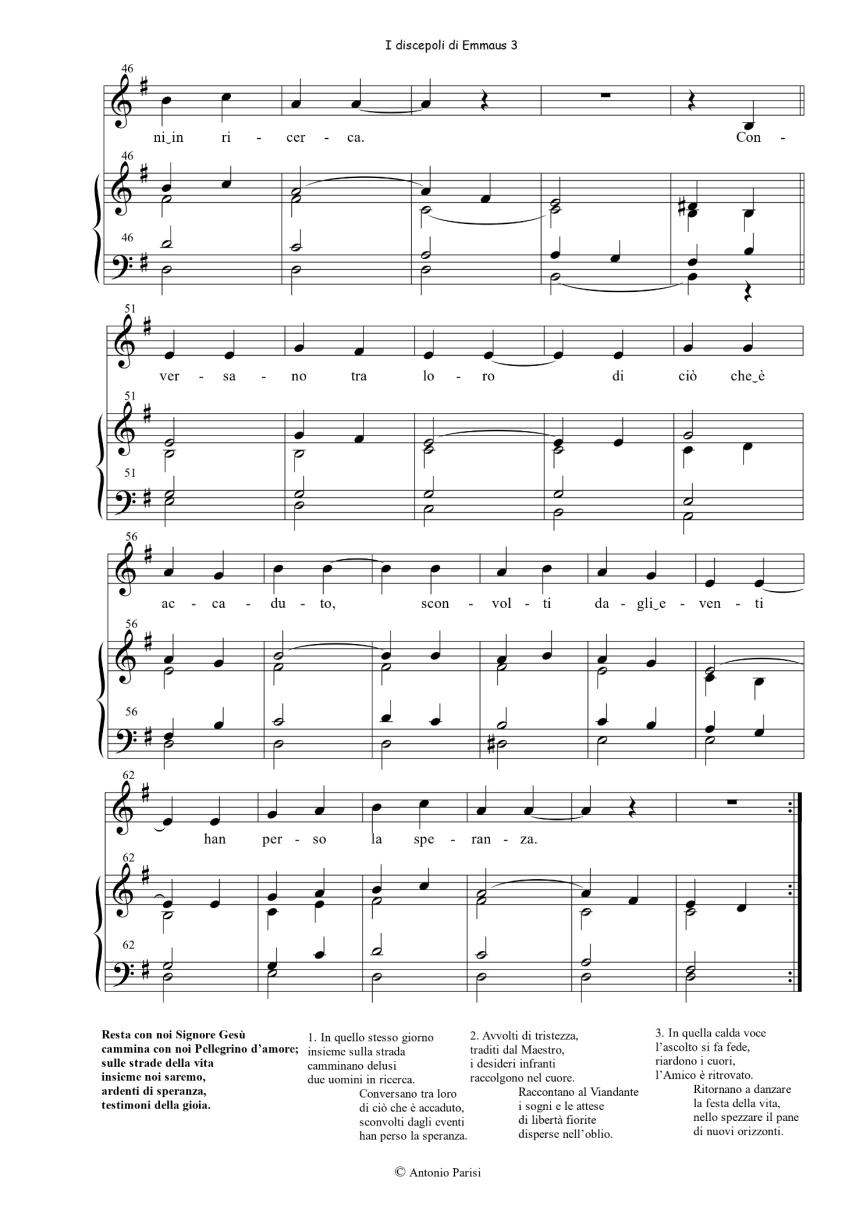 I discepoli di Emmaus 3
46
ni‿in ri - cer - ca. Con -
46
46
51
ver - sa - no tra lo - ro di ciò che‿è
51
51
56
ac - ca - du - to, scon - vol - ti da - gli‿e - ven - ti
56
56
62
han per - so la spe - ran - za.
62
62
Resta con noi Signore Gesù
cammina con noi Pellegrino d'amore;
sulle strade della vita
insieme noi saremo,
ardenti di speranza,
testimoni della gioia.
1. In quello stesso giorno
insieme sulla strada
camminano delusi
due uomini in ricerca.
Conversano tra loro
di ciò che è accaduto,
sconvolti dagli eventi
han perso la speranza.
2. Avvolti di tristezza,
traditi dal Maestro,
i desideri infranti
raccolgono nel cuore.
Raccontano al Viandante
i sogni e le attese
di libertà fiorite
disperse nell'oblio.
3. In quella calda voce
l'ascolto si fa fede,
riardono i cuori,
l'Amico è ritrovato.
Ritornano a danzare
la festa della vita,
nello spezzare il pane
di nuovi orizzonti.
© Antonio Parisi